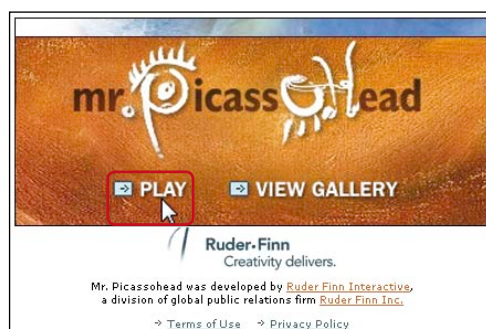 mr. PicassoHead
PLAY VIEW GALLERY
Ruder·Finn
Creativity delivers.
Mr. Picassohead was developed by Ruder Finn Interactive,
a division of global public relations firm Ruder Finn Inc.
Terms of Use Privacy Policy